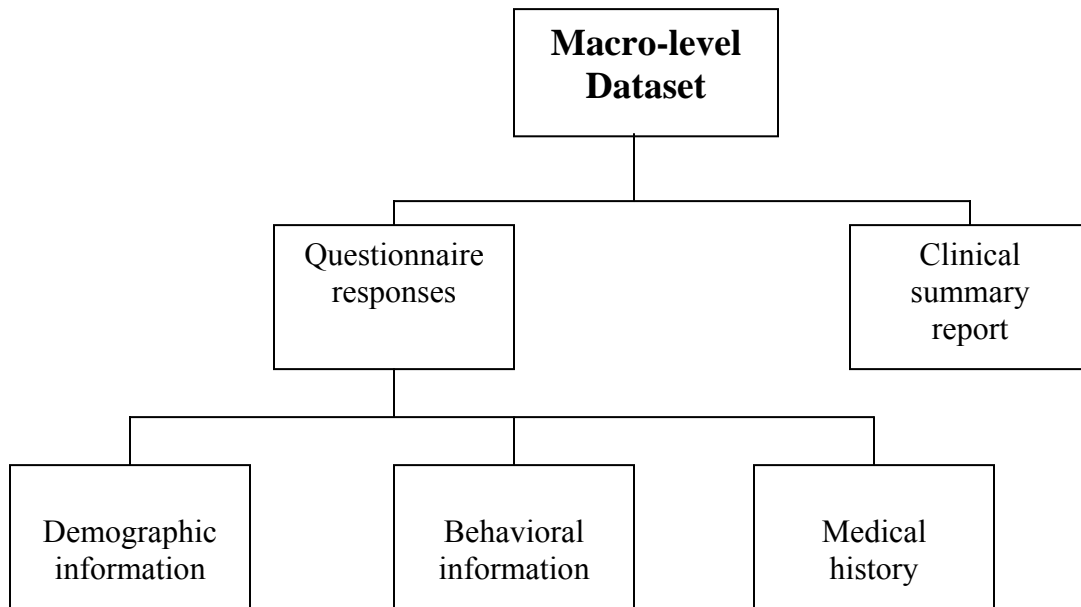 Macro-level
Dataset
Questionnaire
responses
Clinical
summary
report
Demographic
information
Behavioral
information
Medical
history